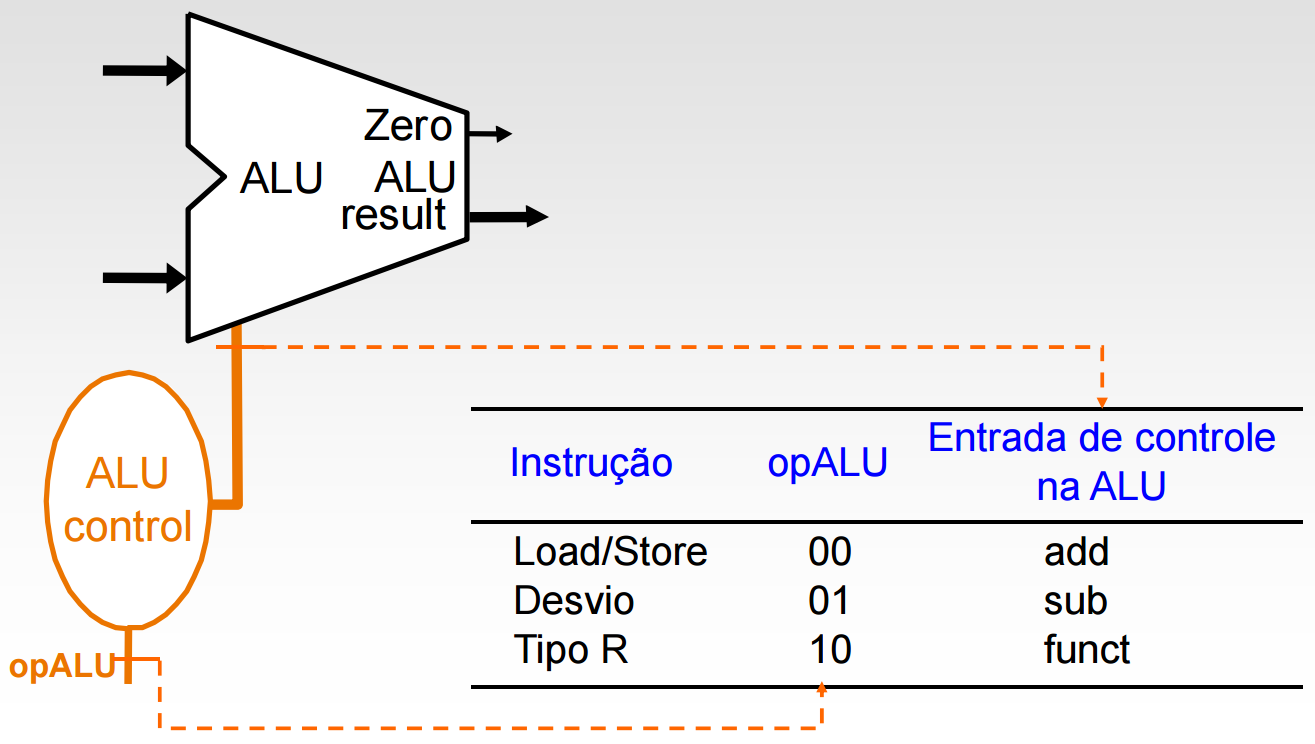 Zero
ALU ALU
result
ALU
control
opALU
Instrução opALU Entrada de controle
na ALU
Load/Store 00 add
Desvio 01 sub
Tipo R 10 funct